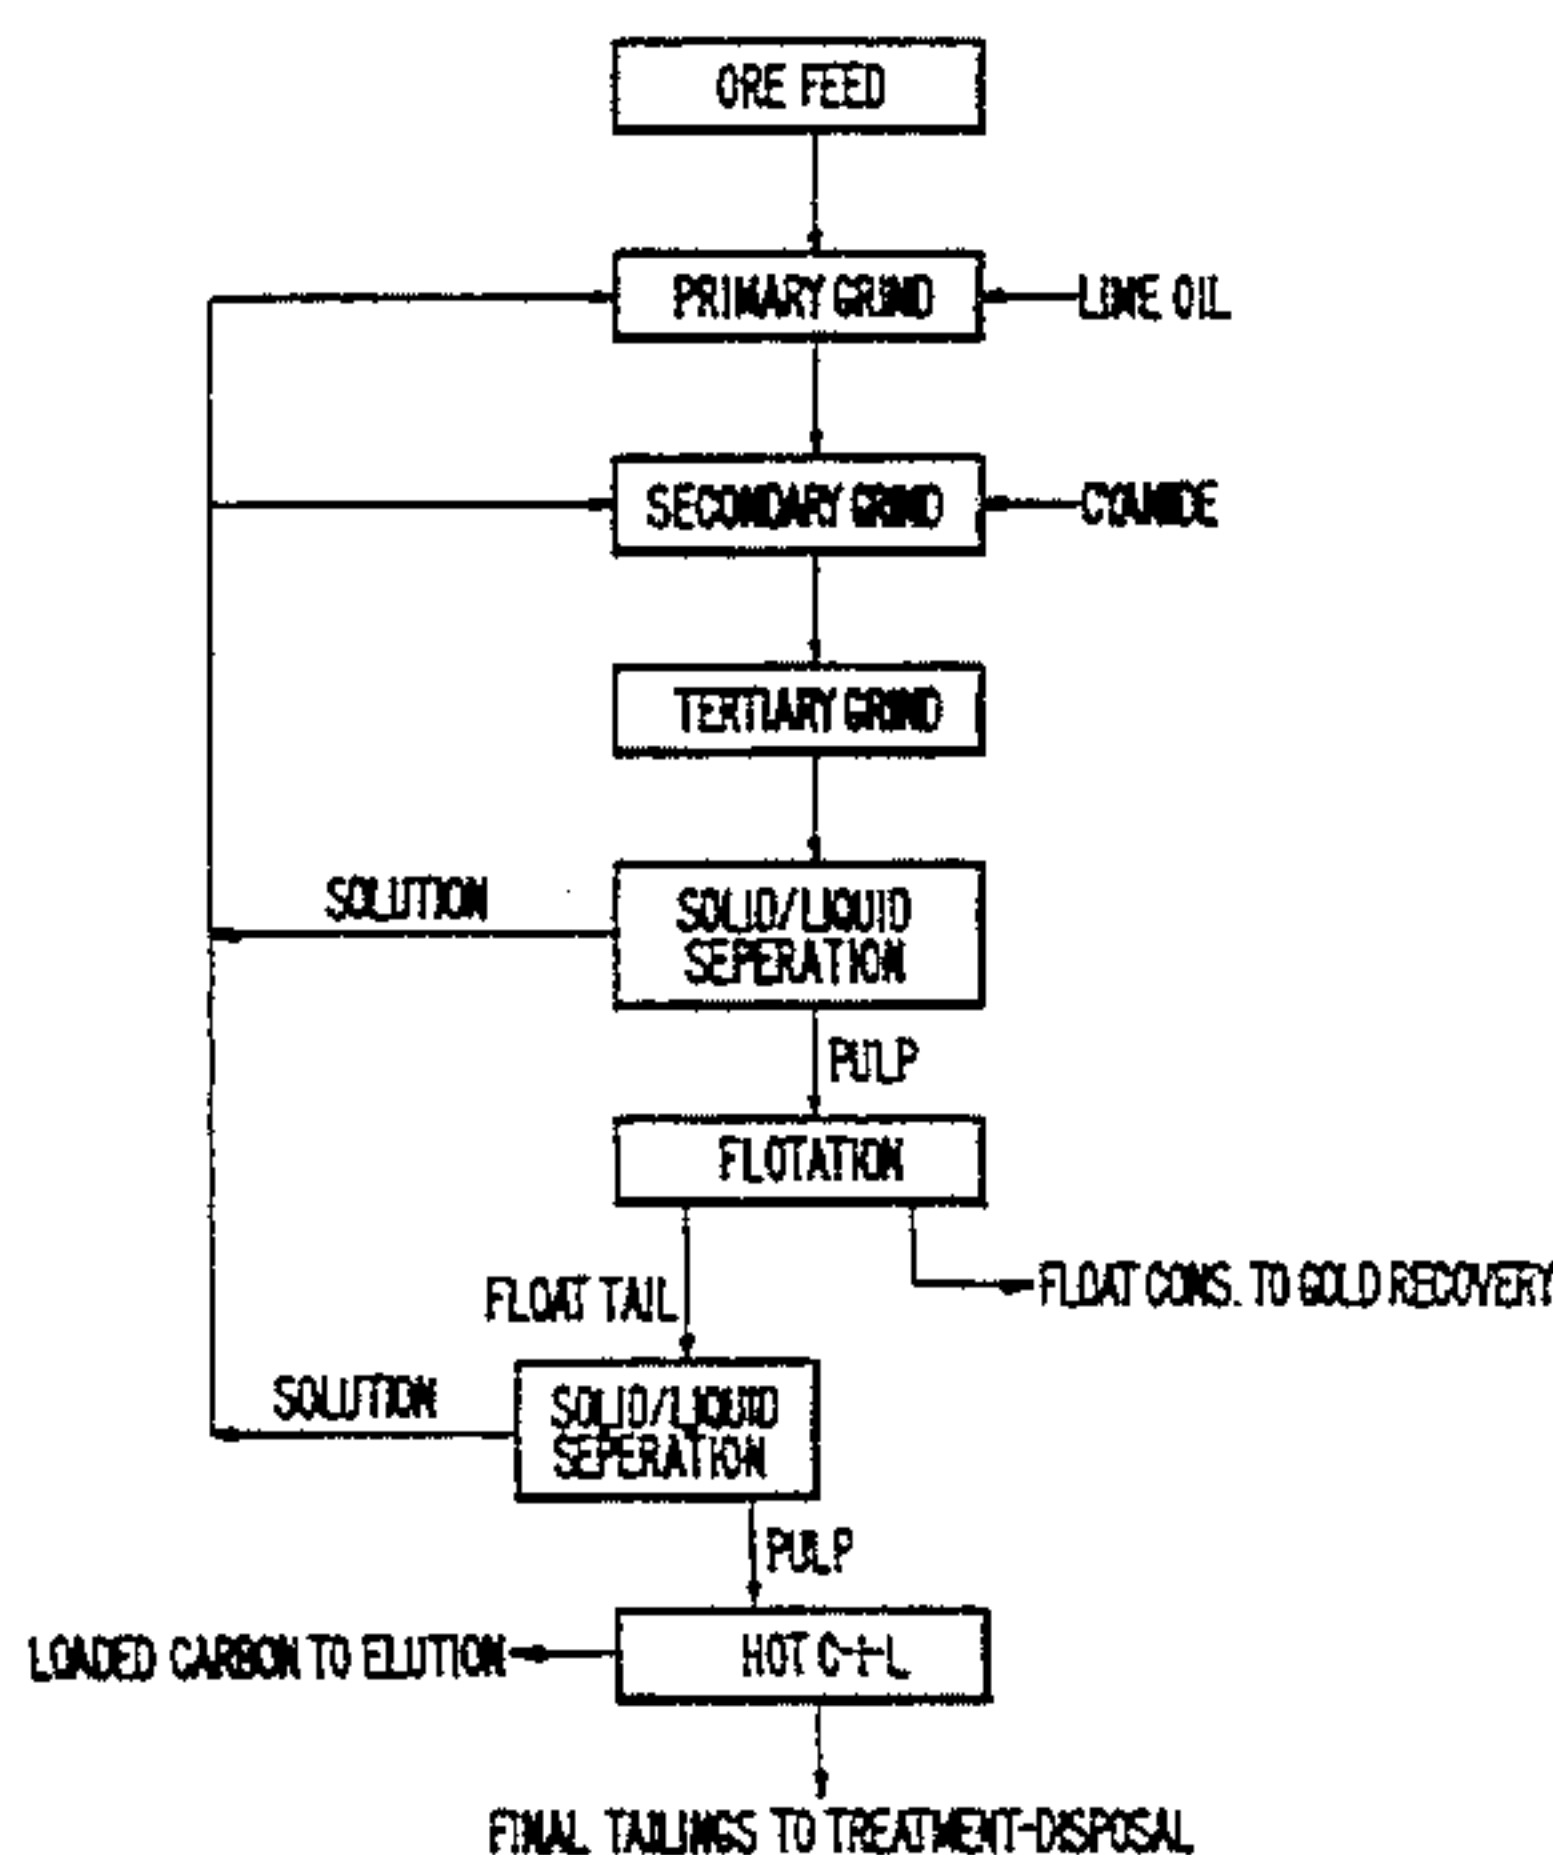 ORE FEED
PRIMARY GRIND
LIME OIL
SECONDARY GRIND
CYANIDE
TERTIARY GRIND
SOLUTION
SOLID/LIQUID
SEPERATION
PULP
FLOTATION
FLOAT TAIL
FLOAT CONS. TO GOLD RECOVERY
SOLUTION
SOLID/LIQUID
SEPERATION
PULP
LOADED CARBON TO ELUTION
HOT C-I-L
FINAL TAILINGS TO TREATMENT-DISPOSAL